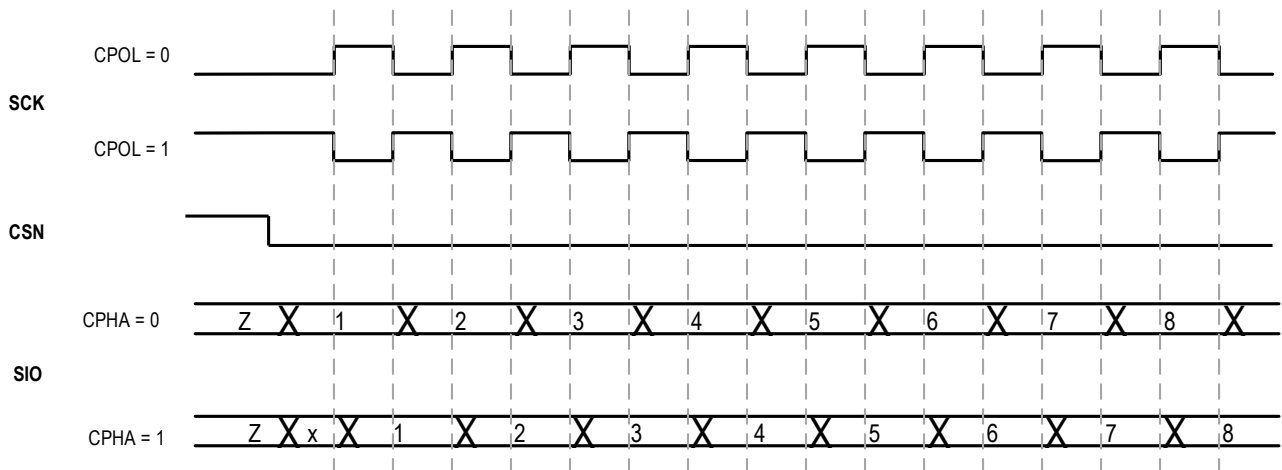 CPOL = 0
SCK
CPOL = 1
CSN
CPHA = 0 Z 1 2 3 4 5 6 7 8
SIO
CPHA = 1 Z x 1 2 3 4 5 6 7 8